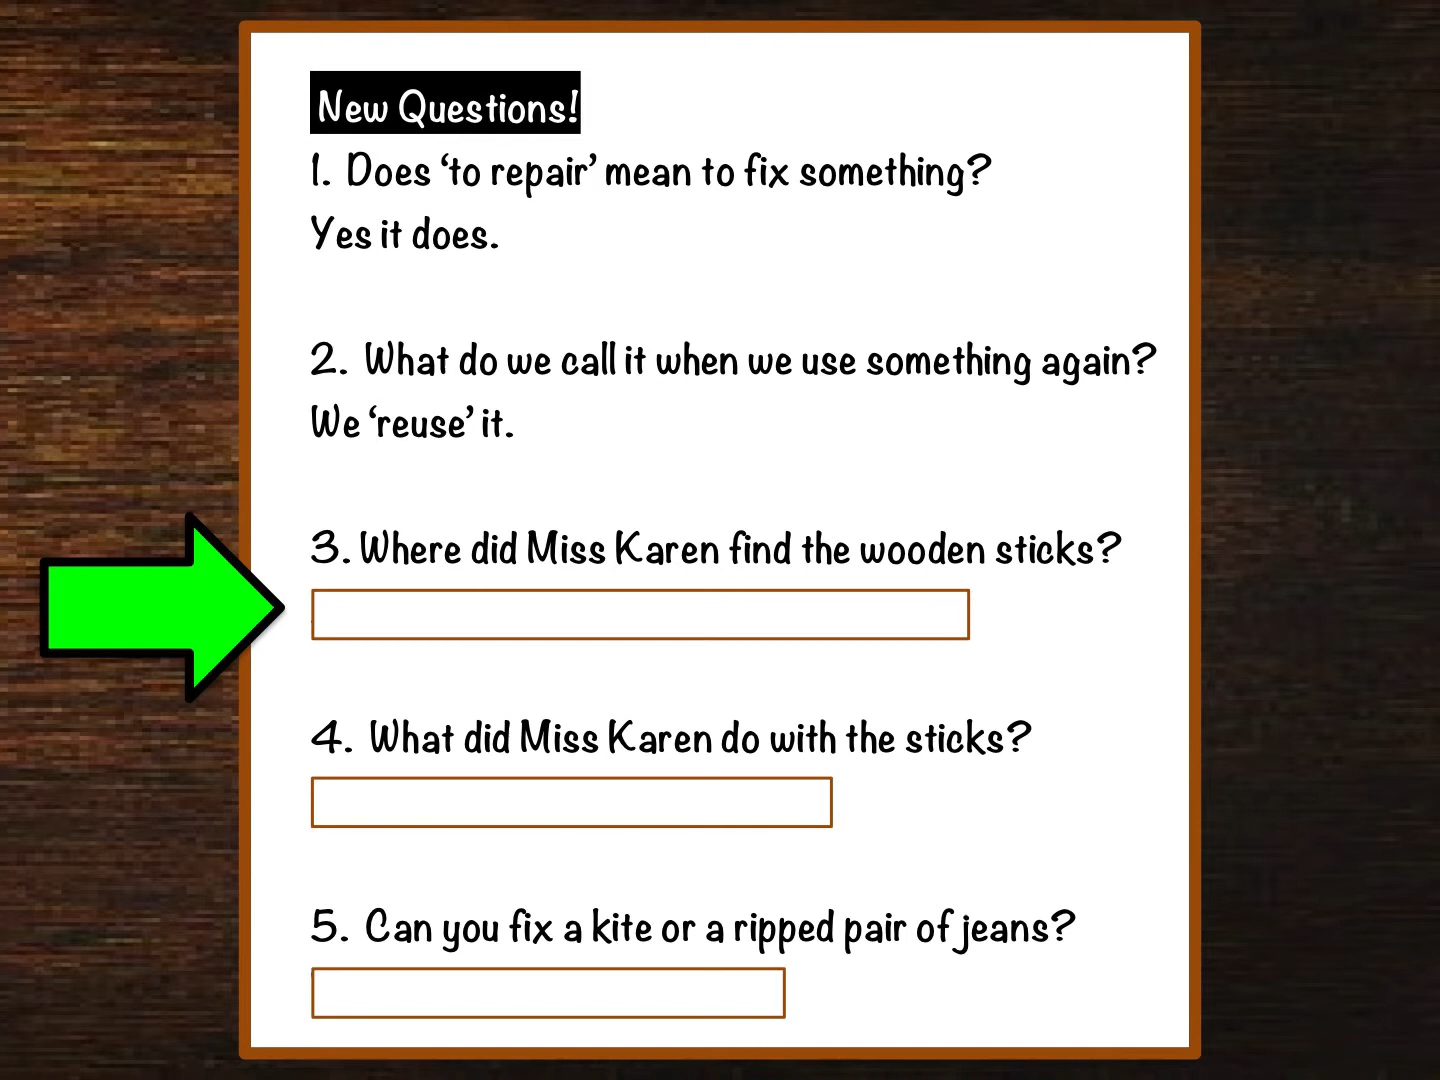 New Questions!
1. Does ‘to repair’ mean to fix something?
Yes it does.
2. What do we call it when we use something again?
We ‘reuse’ it.
3. Where did Miss Karen find the wooden sticks?
4. What did Miss Karen do with the sticks?
5. Can you fix a kite or a ripped pair of jeans?